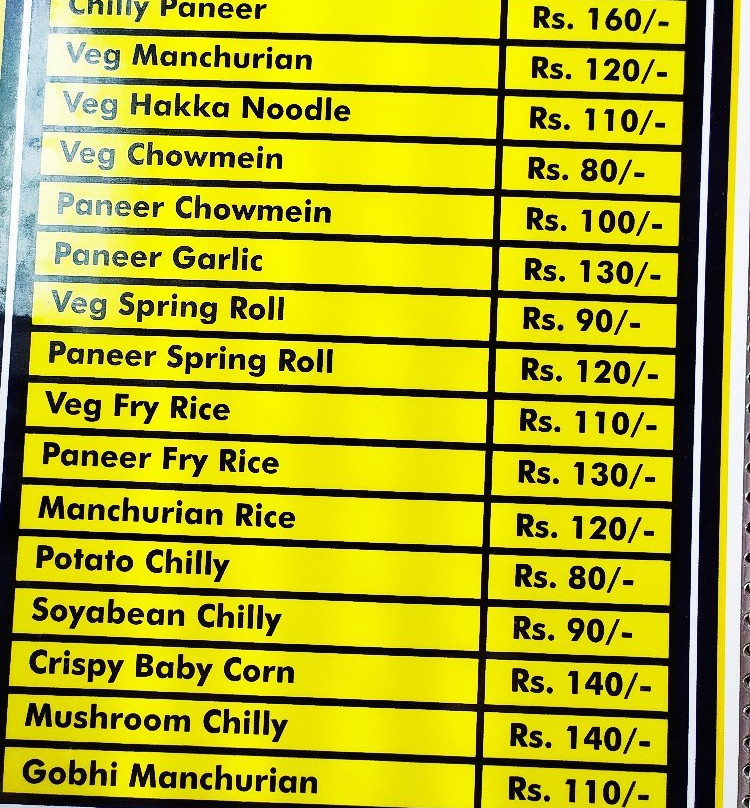 Chilly Paneer Rs. 160/-
Veg Manchurian Rs. 120/-
Veg Hakka Noodle Rs. 110/-
Veg Chowmein Rs. 80/-
Paneer Chowmein Rs. 100/-
Paneer Garlic Rs. 130/-
Veg Spring Roll Rs. 90/-
Paneer Spring Roll Rs. 120/-
Veg Fry Rice Rs. 110/-
Paneer Fry Rice Rs. 130/-
Manchurian Rice Rs. 120/-
Potato Chilly Rs. 80/-
Soyabean Chilly Rs. 90/-
Crispy Baby Corn Rs. 140/-
Mushroom Chilly Rs. 140/-
Gobhi Manchurian Rs. 110/-